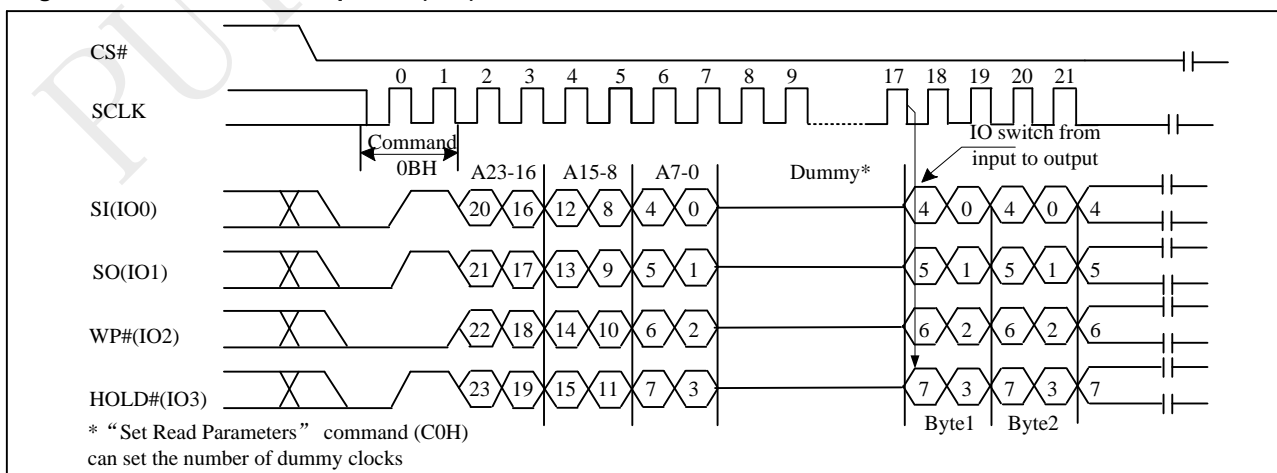 CS#
0 1 2 3 4 5 6 7 8 9 17 18 19 20 21
SCLK
Command
0BH
IO switch from
input to output
A23-16 A15-8 A7-0 Dummy*
SI(IO0) 20 16 12 8 4 0 4 0 4 0 4
SO(IO1) 21 17 13 9 5 1 5 1 5 1 5
WP#(IO2) 22 18 14 10 6 2 6 2 6 2 6
HOLD#(IO3) 23 19 15 11 7 3 7 3 7 3 7
Byte1 Byte2
* “Set Read Parameters” command (C0H)
can set the number of dummy clocks